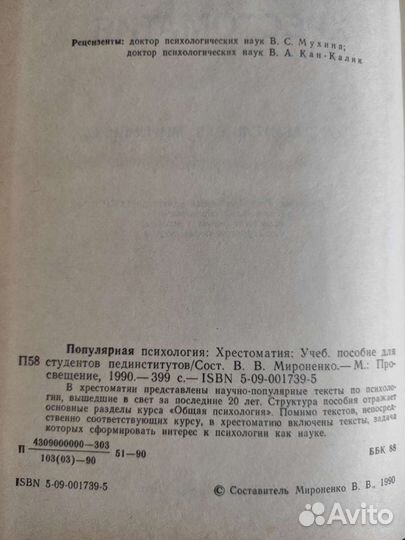 Рецензенты: доктор психологических наук В. С. Мухина;
доктор психологических наук В. А. Кан-Калик
Популярная психология: Хрестоматия: Учеб. пособие для
П58 студентов пединститутов/Сост. В. В. Мироненко.— М.: Про-
свещение, 1990.— 399 с.— ISBN 5-09-001739-5
В хрестоматии представлены научно-популярные тексты по психоло-
гии, вышедшие в свет за последние 20 лет. Структура пособия отражает
основные разделы курса «Общая психология». Помимо текстов, непосред-
ственно соответствующих курсу, в хрестоматию включены тексты, задача
которых сформировать интерес к психологии как науке.
П 4309000000—303 51—90 ББК 88
103(03)—90
ISBN 5-09-001739-5
© Составитель Мироненко В. В., 1990
Avito